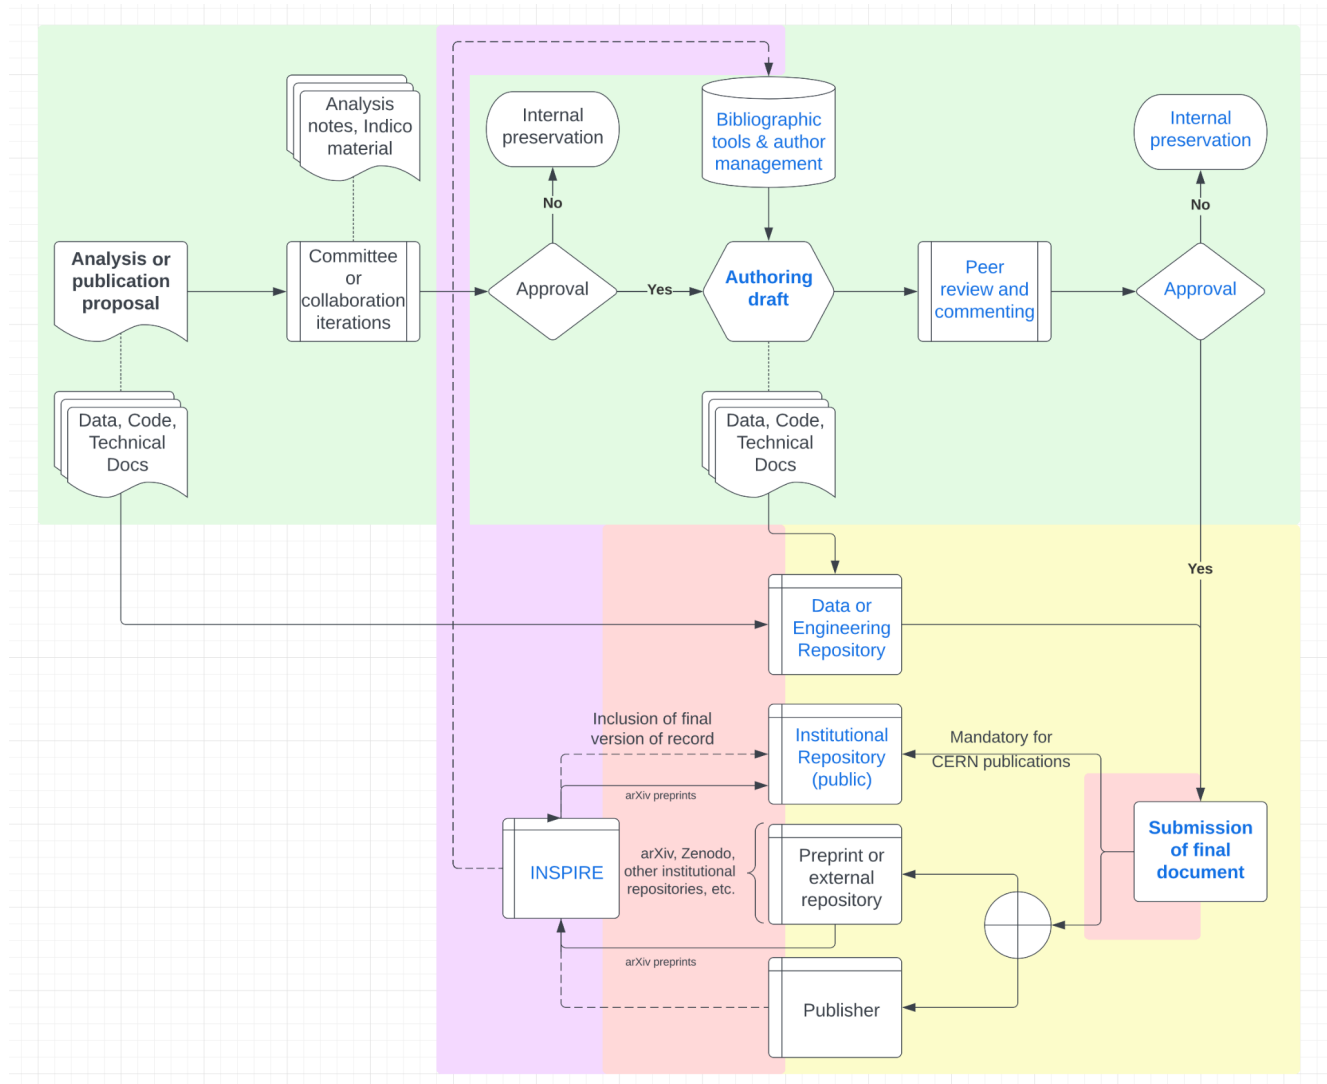 Analysis
notes, Indico
material
Internal
preservation
Bibliographic
tools & author
management
Internal
preservation
No
No
Analysis or
publication
proposal
Committee
or
collaboration
iterations
Approval
Yes
Authoring
draft
Peer
review and
commenting
Approval
Data, Code,
Technical
Docs
Data, Code,
Technical
Docs
Yes
Data or
Engineering
Repository
Inclusion of final
version of record
Institutional
Repository
(public)
Mandatory for
CERN publications
arXiv preprints
INSPIRE
arXiv, Zenodo,
other institutional
repositories, etc.
Preprint or
external
repository
Submission
of final
document
arXiv preprints
Publisher